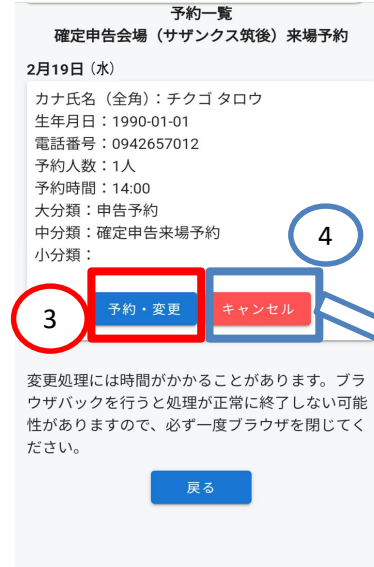 予約一覧
確定申告会場（サザンクス筑後）来場予約
2月19日（水）
カナ氏名（全角）：チクゴ タロウ
生年月日：1990-01-01
電話番号：0942657012
予約人数：1人
予約時間：14:00
大分類：申告予約
中分類：確定申告来場予約
小分類：
4
3
予約・変更
キャンセル
変更処理には時間がかかることがあります。ブラ
ウザバックを行うと処理が正常に終了しない可能
性がありますので、必ず一度ブラウザを閉じてく
ださい。
戻る